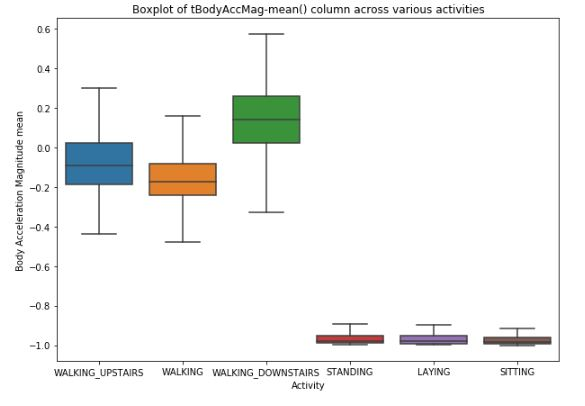 Boxplot of tBodyAccMag-mean() column across various activities
Body Acceleration Magnitude mean
0.6
0.4
0.2
0.0
−0.2
−0.4
−0.6
−0.8
−1.0
WALKING_UPSTAIRS WALKING WALKING_DOWNSTAIRS STANDING LAYING SITTING
Activity